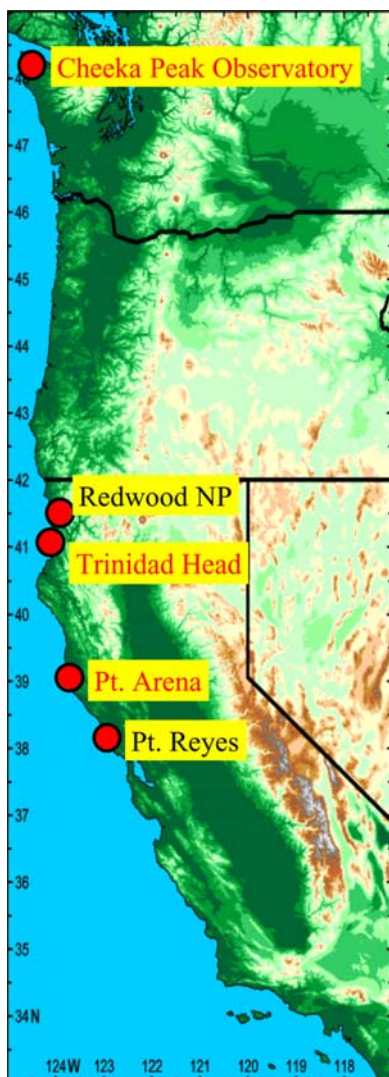 Cheeka Peak Observatory
47
46
45
44
43
42
Redwood NP
41
Trinidad Head
40
39
Pt. Arena
38
Pt. Reyes
37
36
35
34N
124W 123 122 121 120 119 118